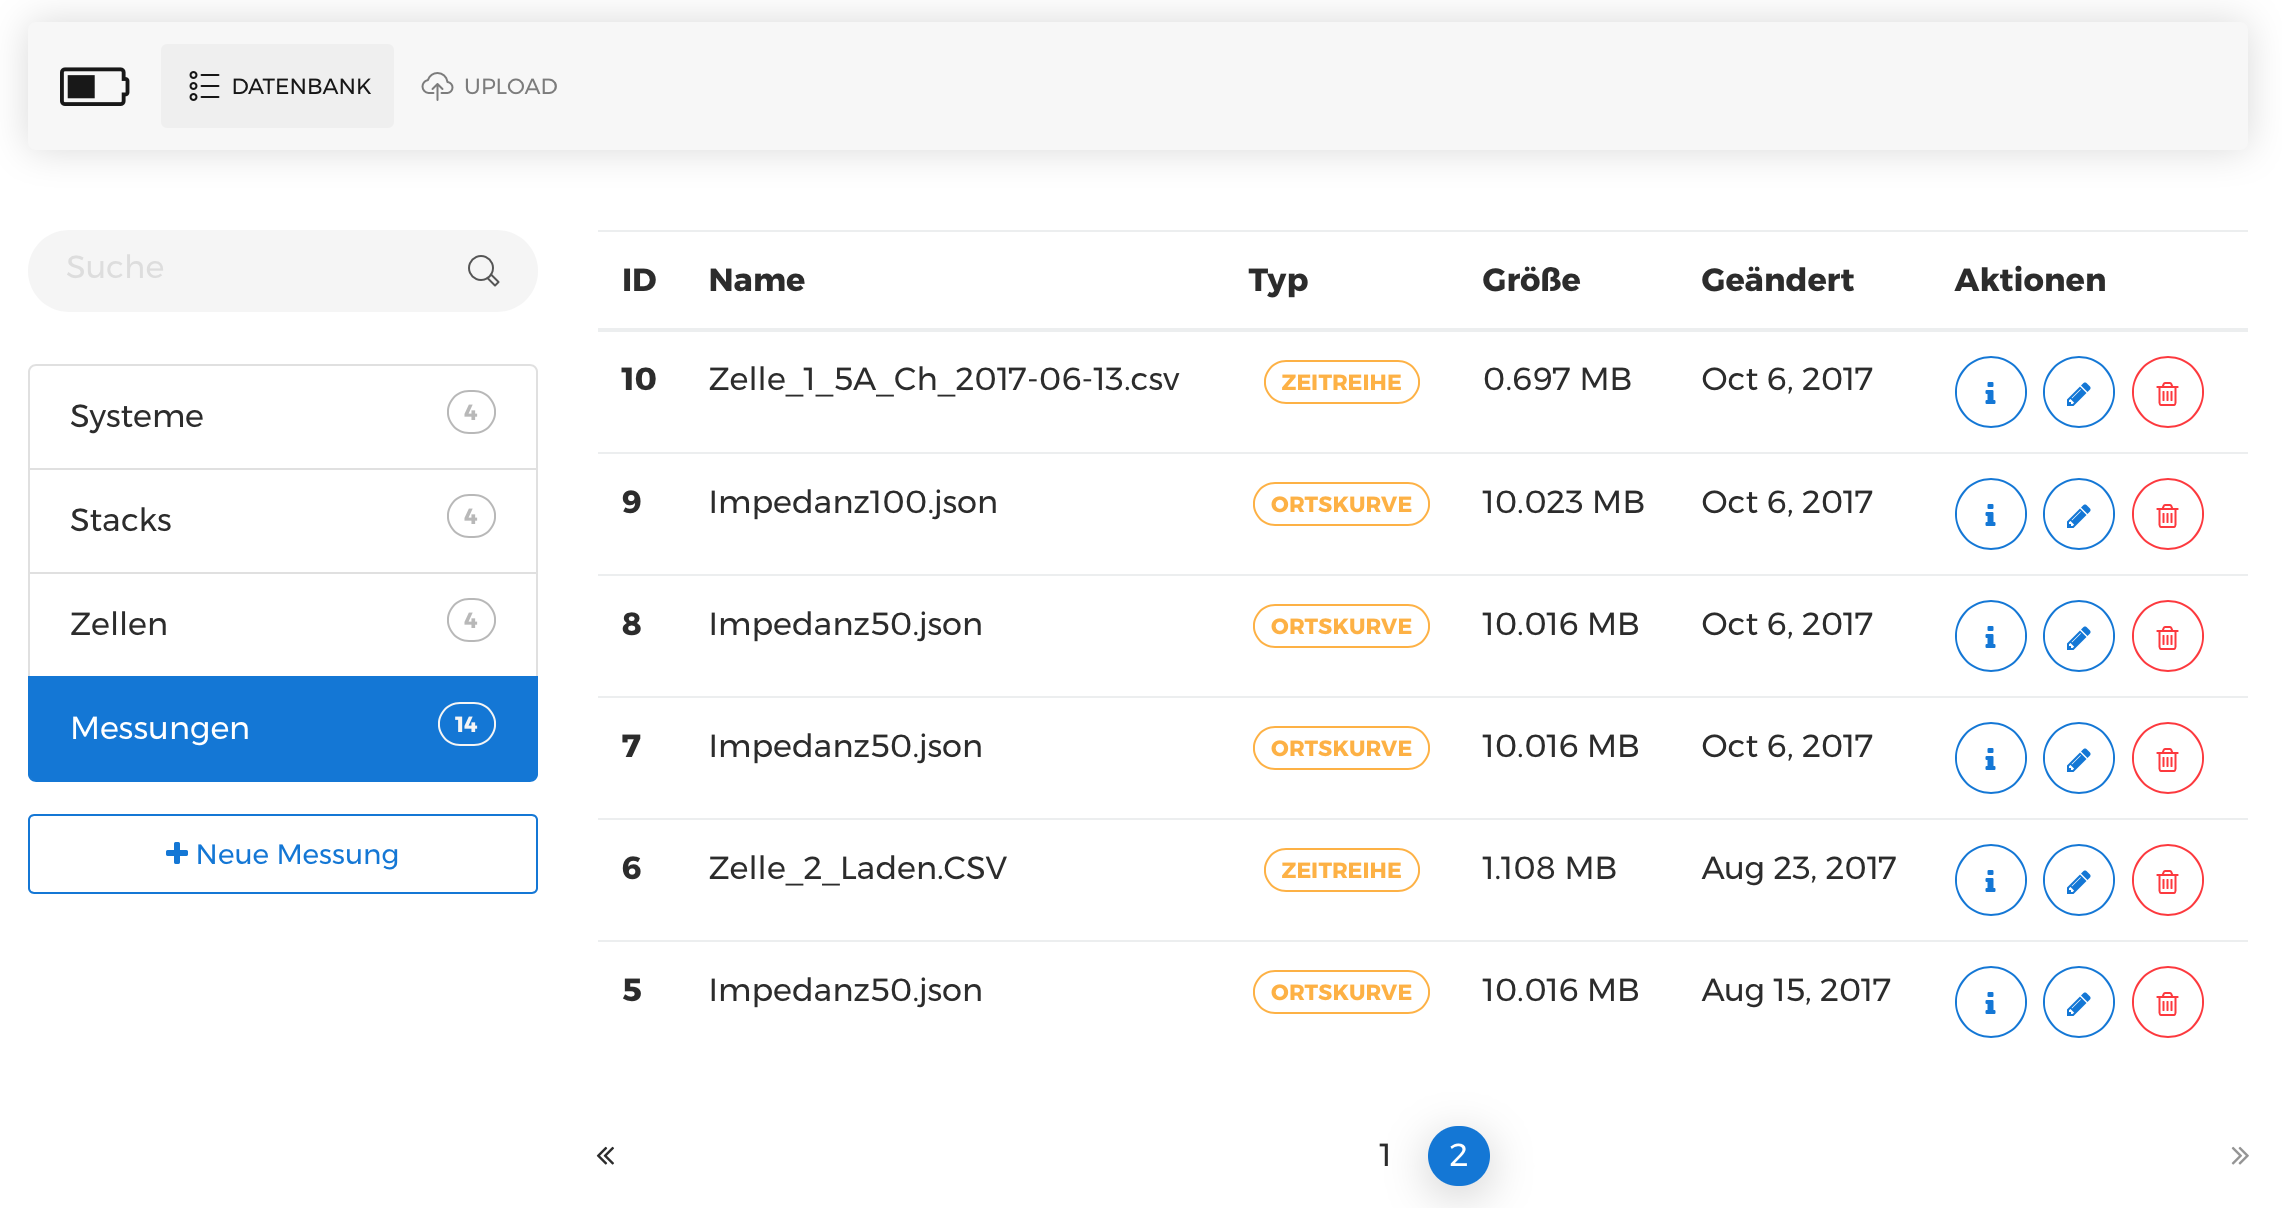 DATENBANK UPLOAD
Suche
Systeme 4
Stacks 4
Zellen 4
Messungen 14
Neue Messung
ID Name Typ Größe Geändert Aktionen
10 Zelle_1_5A_Ch_2017-06-13.csv ZEITREIHE 0.697 MB Oct 6, 2017
9 Impedanz100.json ORTSKURVE 10.023 MB Oct 6, 2017
8 Impedanz50.json ORTSKURVE 10.016 MB Oct 6, 2017
7 Impedanz50.json ORTSKURVE 10.016 MB Oct 6, 2017
6 Zelle_2_Laden.CSV ZEITREIHE 1.108 MB Aug 23, 2017
5 Impedanz50.json ORTSKURVE 10.016 MB Aug 15, 2017
« 1 2 »